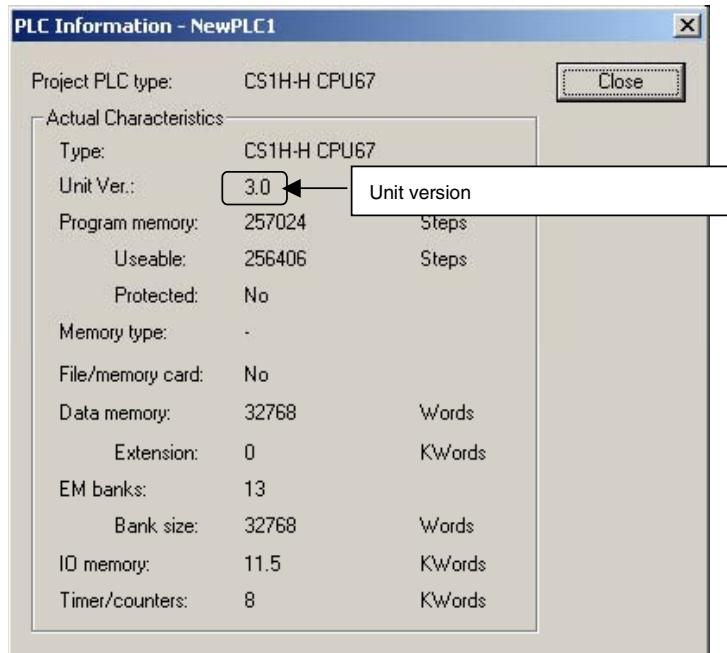 PLC Information - NewPLC1
Project PLC type: CS1H-H CPU67 Close
Actual Characteristics
Type: CS1H-H CPU67
Unit Ver.: 3.0 Unit version
Program memory: 257024 Steps
Useable: 256406 Steps
Protected: No
Memory type: -
File/memory card: No
Data memory: 32768 Words
Extension: 0 KWords
EM banks: 13
Bank size: 32768 Words
IO memory: 11.5 KWords
Timer/counters: 8 KWords